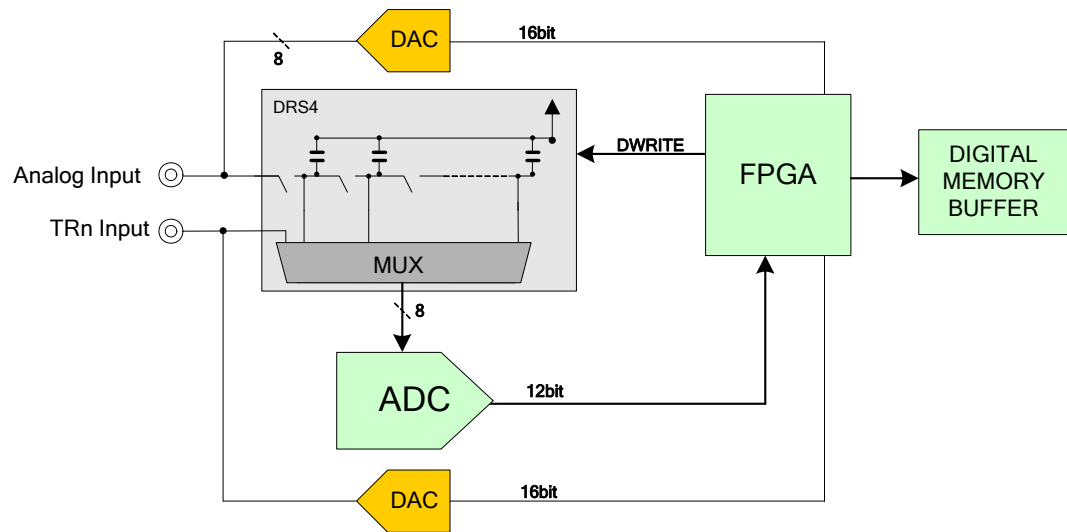 DAC
16bit
8
DRS4
Analog Input
TRn Input
DWRITE
FPGA
DIGITAL
MEMORY
BUFFER
MUX
8
ADC
12bit
DAC
16bit